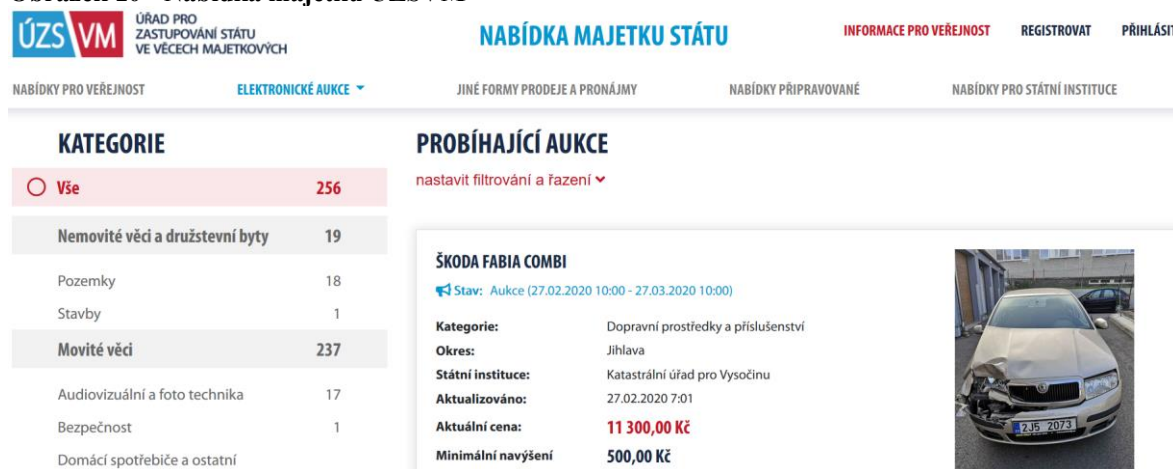 ÚZSVM
ÚŘAD PRO
ZASTUPOVÁNÍ STÁTU
VE VĚCECH MAJETKOVÝCH
NABÍDKA MAJETKU STÁTU
INFORMACE PRO VEŘEJNOST REGISTROVAT PŘIHLÁSIT
NABÍDKY PRO VEŘEJNOST ELEKTRONICKÉ AUKCE JINÉ FORMY PRODEJE A PRONÁJMY NABÍDKY PŘIPRAVOVANÉ NABÍDKY PRO STÁTNÍ INSTITUCE
KATEGORIE
Vše 256
Nemovité věci a družstevní byty 19
Pozemky 18
Stavby 1
Movité věci 237
Audiovizuální a foto technika 17
Bezpečnost 1
Domácí spotřebiče a ostatní
PROBÍHAJÍCÍ AUKCE
nastavit filtrování a řazení
ŠKODA FABIA COMBI
Stav: Aukce (27.02.2020 10:00 - 27.03.2020 10:00)
Kategorie: Dopravní prostředky a příslušenství
Okres: Jihlava
Státní instituce: Katastrální úřad pro Vysočinu
Aktualizováno: 27.02.2020 7:01
Aktuální cena: 11 300,00 Kč
Minimální navýšení 500,00 Kč
2J5 2073